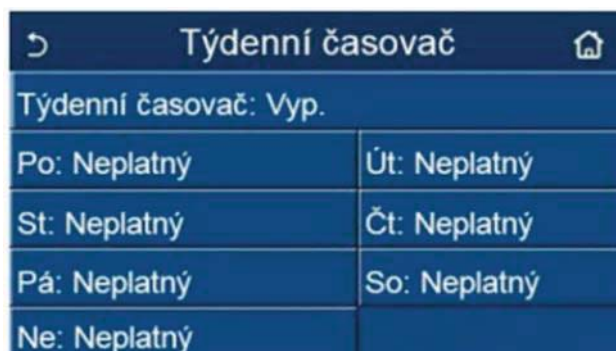 Týdenní časovač
Týdenní časovač: Vyp.
Po: Neplatný Út: Neplatný
St: Neplatný Čt: Neplatný
Pá: Neplatný So: Neplatný
Ne: Neplatný